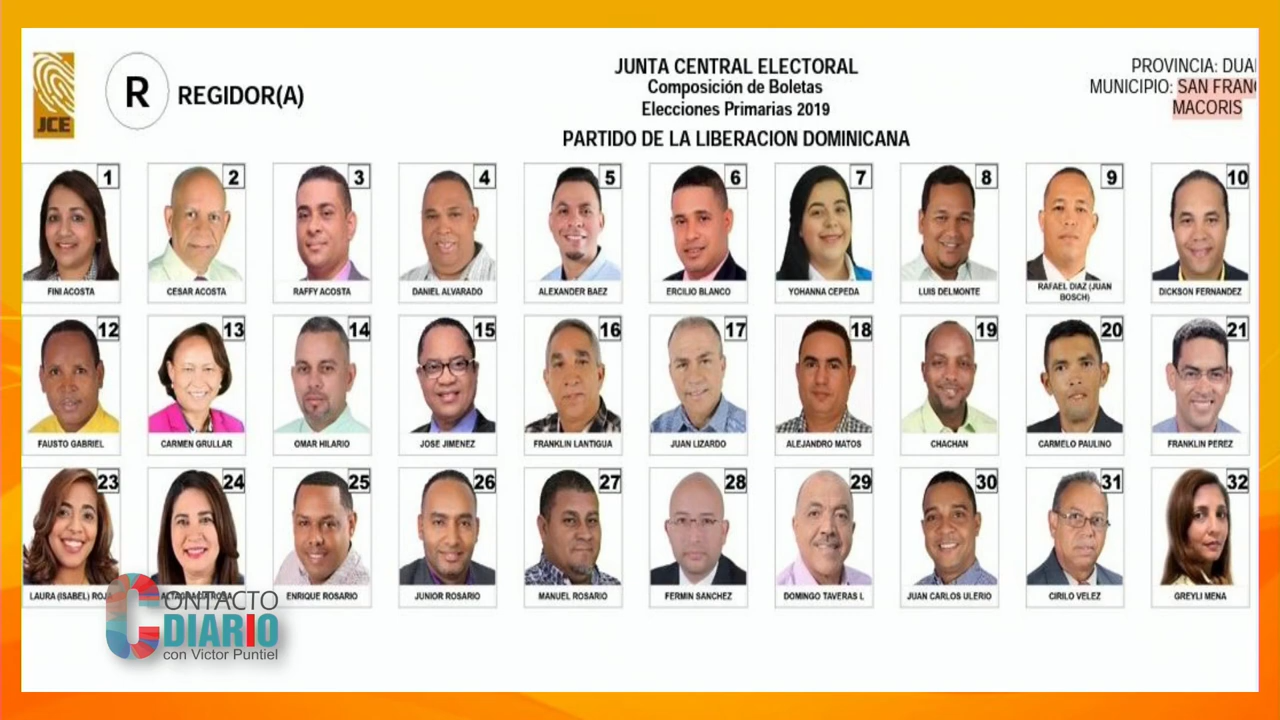 JCE
R REGIDOR(A)
JUNTA CENTRAL ELECTORAL
Composición de Boletas
Elecciones Primarias 2019
PARTIDO DE LA LIBERACION DOMINICANA
PROVINCIA:
MUNICIPIO: SAN
MACORIS
1 2 3 4 5 6 7 8 9 10
FINI ACOSTA
CESAR ACOSTA
RAFFY ACOSTA
DANIEL ALVARADO
ALEXANDER BAEZ
ERCILIO BLANCO
YOHANNA CEPEDA
LUIS DELMONTE
RAFAEL DIAZ (JUAN
BOSCH)
DICKSON FERNANDEZ
12 13 14 15 16 17 18 19 20 21
FAUSTO GABRIEL
CARMEN GRULLAR
OMAR HILARIO
JOSE JIMENEZ
FRANKLIN LANTIGUA
JUAN LIZARDO
ALEJANDRO MATOS
CHACHAN
CARMELO PAULINO
FRANKLIN PEREZ
23 24 25 26 27 28 29 30 31 32
LAURA (ISABEL)
ALTAGRACIA ROSA
ENRIQUE ROSARIO
JUNIOR ROSARIO
MANUEL ROSARIO
FERMIN SANCHEZ
DOMINGO TAVERAS L
JUAN CARLOS ULERIO
CIRILO VELEZ
GREYLI MENA
CONTACTO
DIARIO
con Victor Puntiel